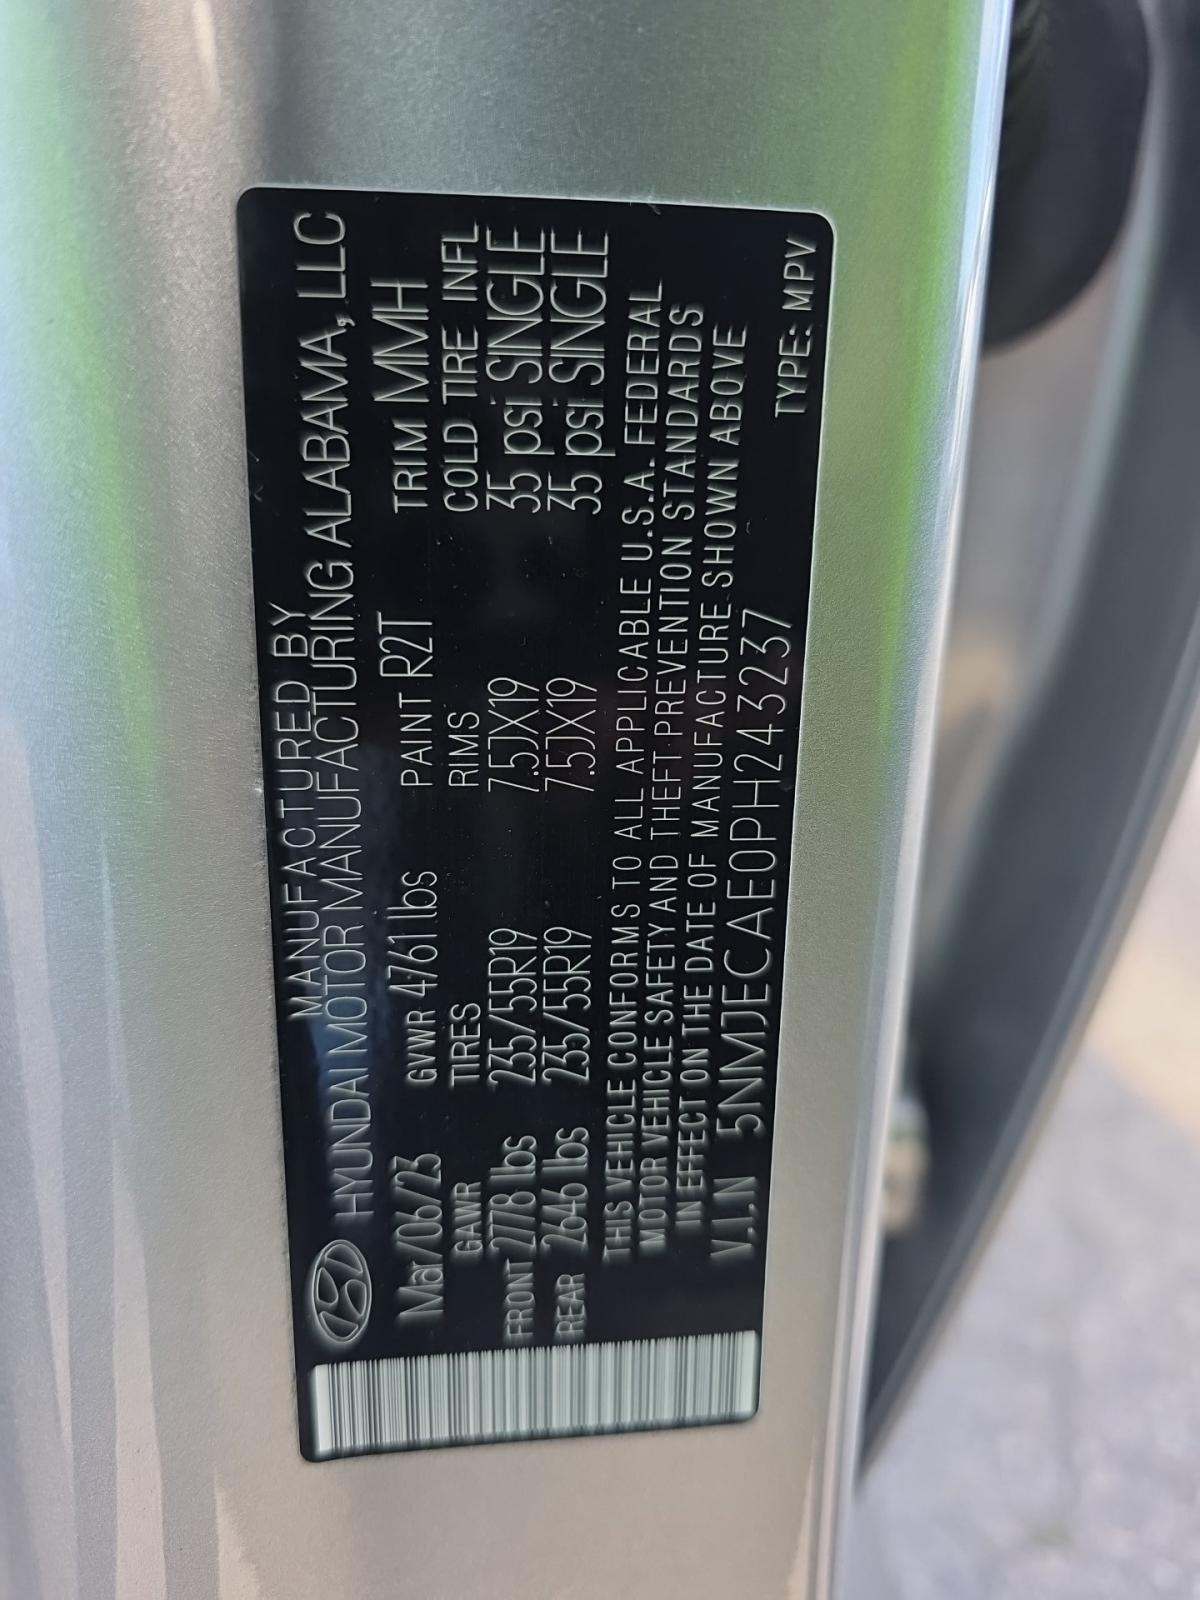 MANUFACTURED BY
HYUNDAI MOTOR MANUFACTURING ALABAMA, LLC
Mar/06/23 GVWR 4761 lbs PAINT R2T TRIM MMH
GAWR TIRES RIMS COLD TIRE INFL
FRONT 2778 lbs 235/55R19 7.5JX19 35 psi SINGLE
REAR 2646 lbs 235/55R19 7.5JX19 35 psi SINGLE
THIS VEHICLE CONFORMS TO ALL APPLICABLE U.S.A. FEDERAL
MOTOR VEHICLE SAFETY AND THEFT PREVENTION STANDARDS
IN EFFECT ON THE DATE OF MANUFACTURE SHOWN ABOVE
V.I.N 5NMJECAE0PH243237 TYPE: MPV